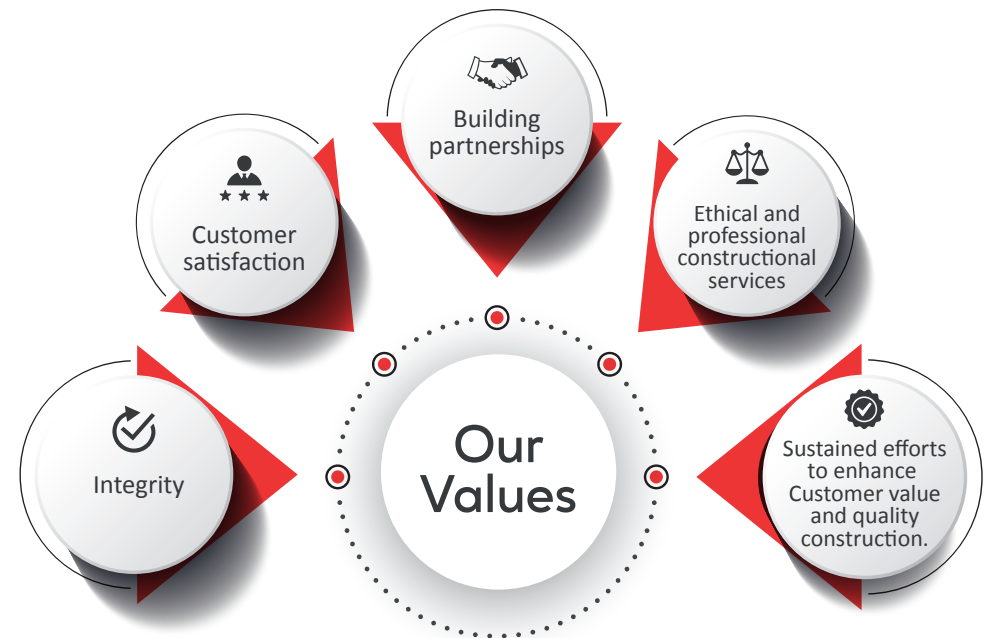 Building
partnerships
Customer
satisfaction
Ethical and
professional
constructional
services
Integrity
Our
Values
Sustained efforts
to enhance
Customer value
and quality
construction.